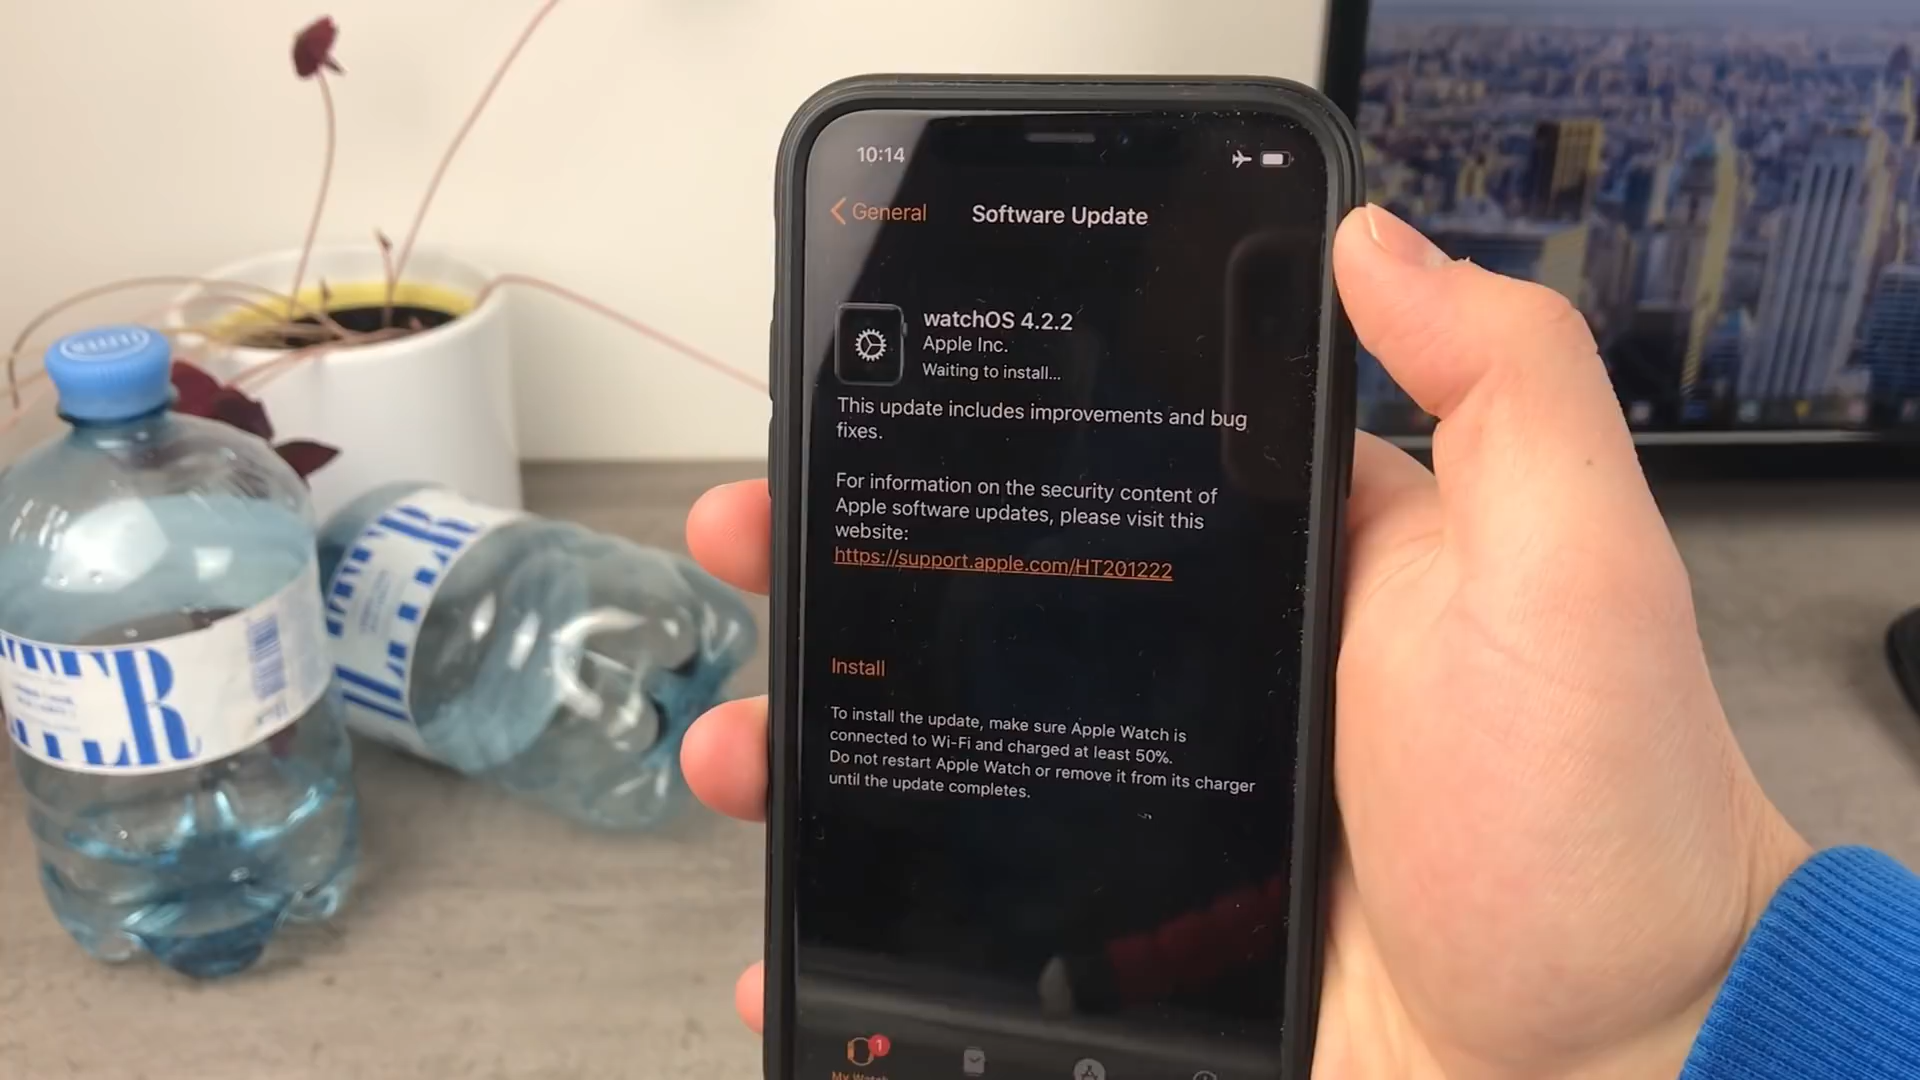 10:14
General
Software Update
watchOS 4.2.2
Apple Inc.
Waiting to install...
This update includes improvements and bug
fixes.
For information on the security content of
Apple software updates, please visit this
website:
https://support.apple.com/HT201222
Install
To install the update, make sure Apple Watch is
connected to Wi-Fi and charged at least 50%.
Do not restart Apple Watch or remove it from its charger
until the update completes.
1
My Watch